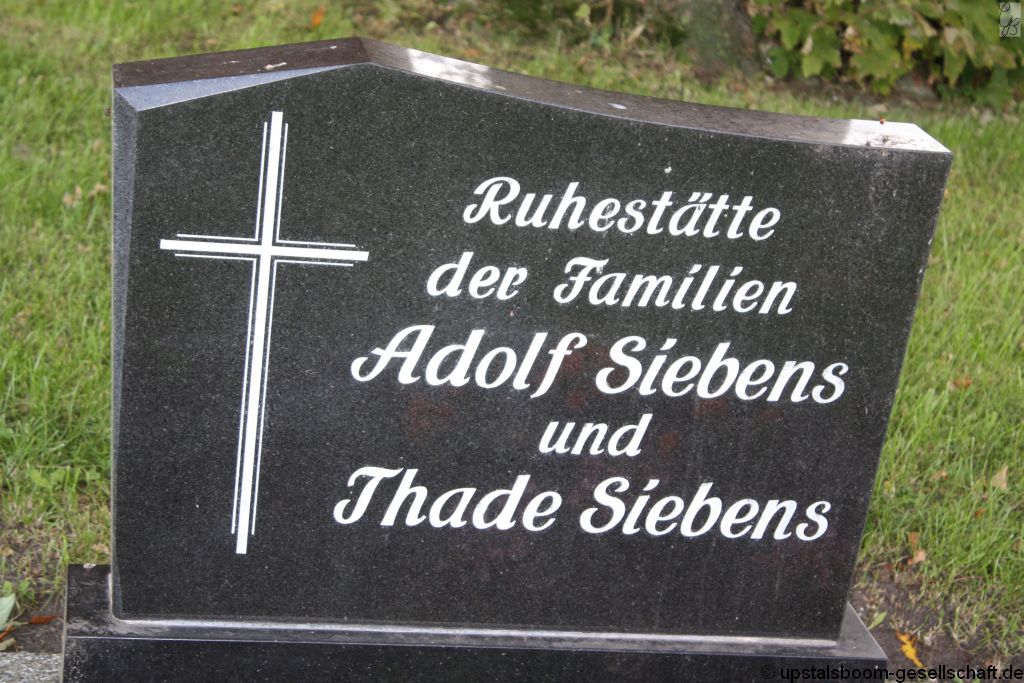 Ruhestätte
der Familien
Adolf Siebens
und
Thade Siebens
© upstalsboom-gesellschaft.de